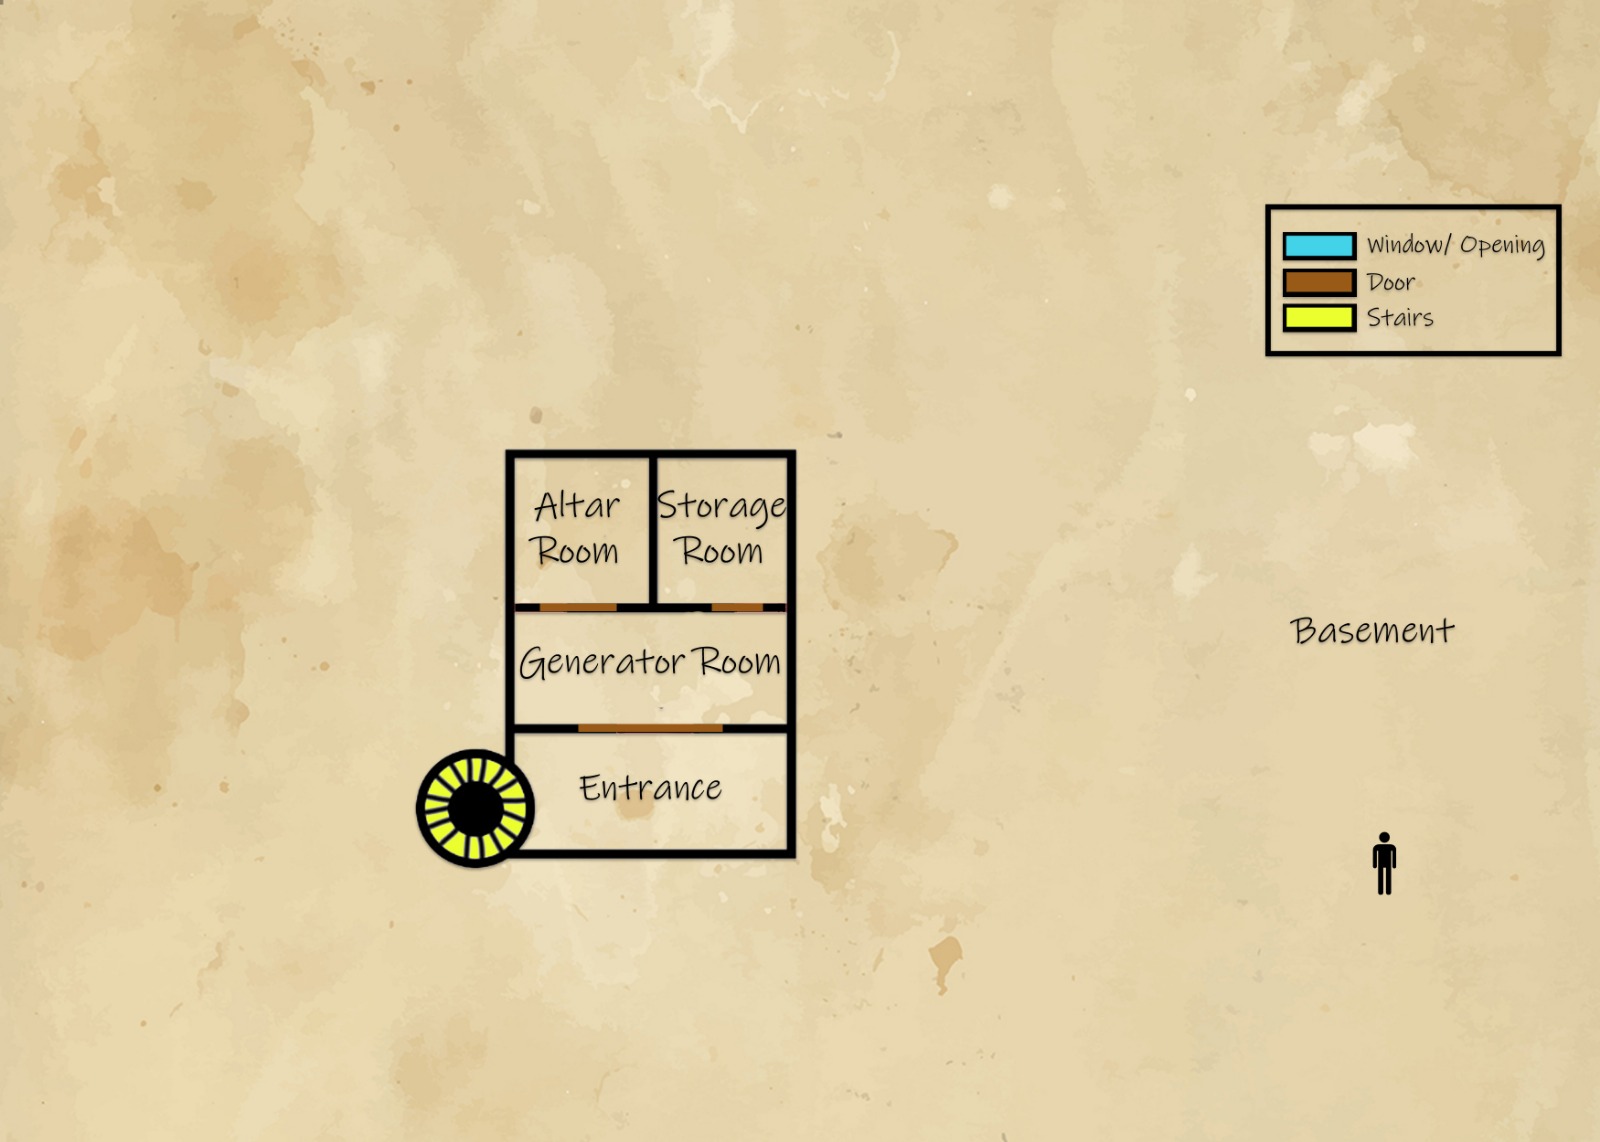 Window/ Opening
Door
Stairs
Altar
Room
Storage
Room
Generator Room
Entrance
Basement